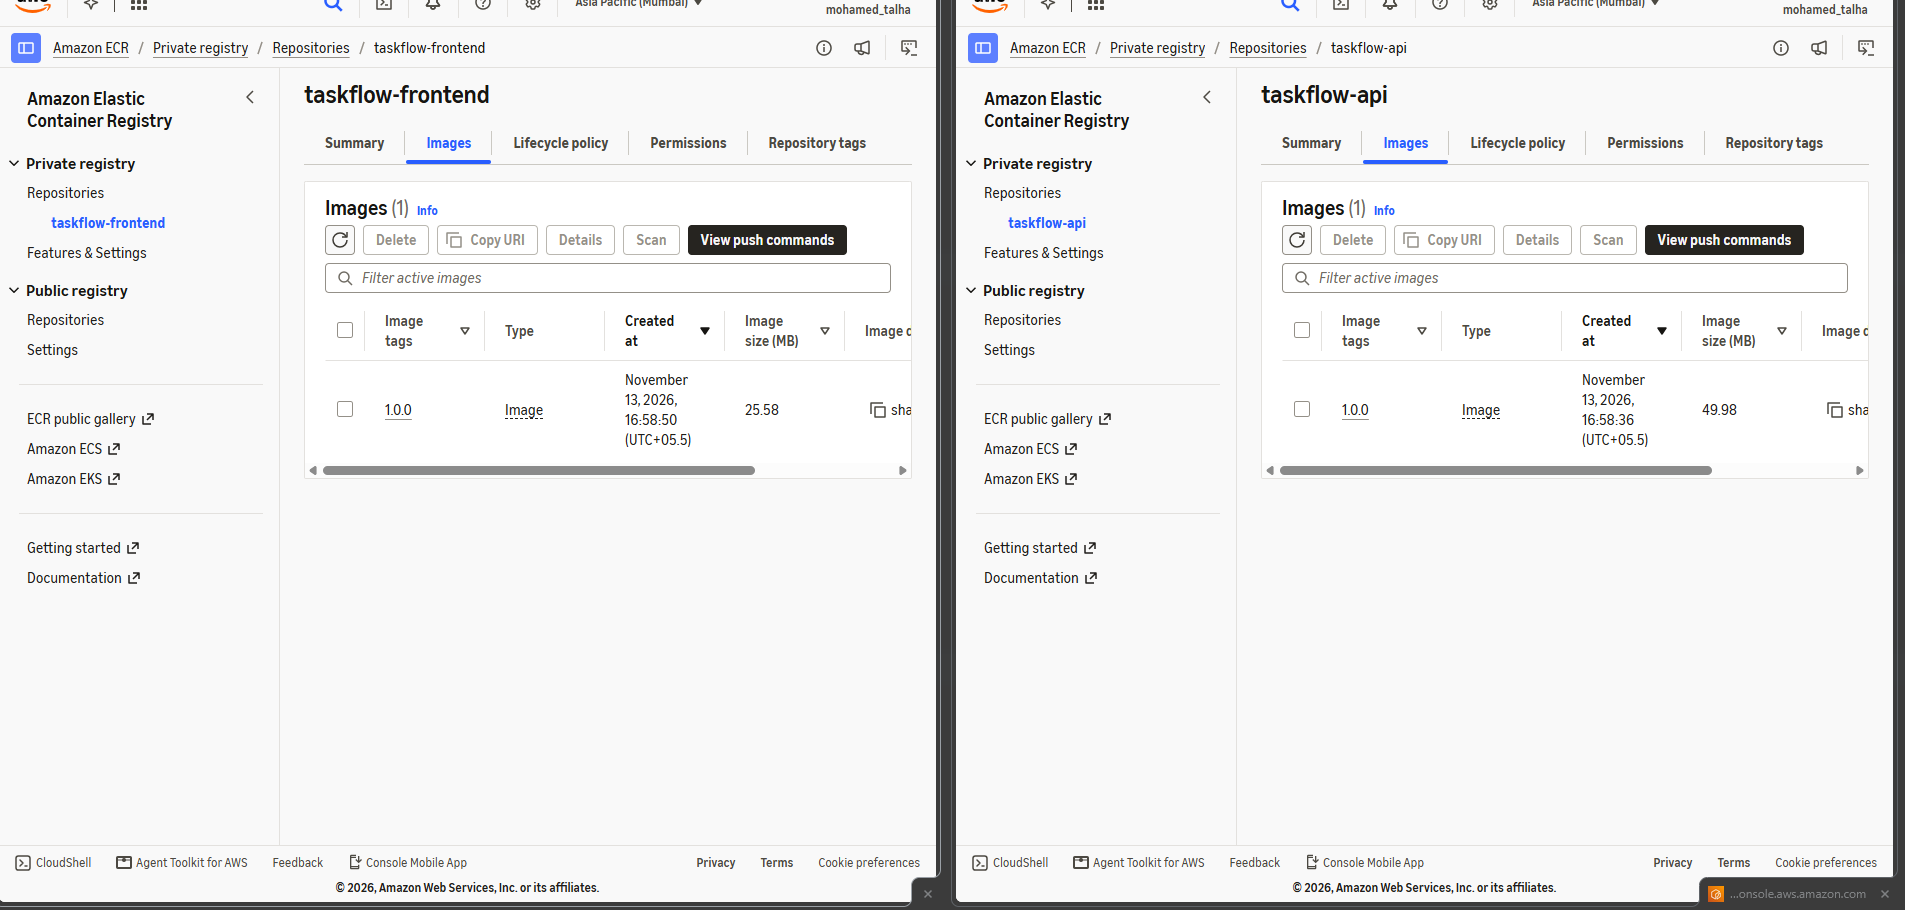 Asia Pacific (Mumbai)
mohamed_talha
Amazon ECR / Private registry / Repositories / taskflow-frontend
Amazon Elastic
Container Registry
Private registry
Repositories
taskflow-frontend
Features & Settings
Public registry
Repositories
Settings
ECR public gallery
Amazon ECS
Amazon EKS
Getting started
Documentation
taskflow-frontend
Summary Images Lifecycle policy Permissions Repository tags
Images (1) Info
Delete Copy URI Details Scan View push commands
Filter active images
Image tags Type Created at Image size (MB) Image
1.0.0 Image November 13, 2026, 16:58:50 (UTC+05.5) 25.58 sha
CloudShell Agent Toolkit for AWS Feedback Console Mobile App Privacy Terms Cookie preferences
© 2026, Amazon Web Services, Inc. or its affiliates.
Asia Pacific (Mumbai)
mohamed_talha
Amazon ECR / Private registry / Repositories / taskflow-api
Amazon Elastic
Container Registry
Private registry
Repositories
taskflow-api
Features & Settings
Public registry
Repositories
Settings
ECR public gallery
Amazon ECS
Amazon EKS
Getting started
Documentation
taskflow-api
Summary Images Lifecycle policy Permissions Repository tags
Images (1) Info
Delete Copy URI Details Scan View push commands
Filter active images
Image tags Type Created at Image size (MB) Image
1.0.0 Image November 13, 2026, 16:58:36 (UTC+05.5) 49.98 sha
CloudShell Agent Toolkit for AWS Feedback Console Mobile App Privacy Terms Cookie preferences
© 2026, Amazon Web Services, Inc. or its affiliates.
...onsole.aws.amazon.com